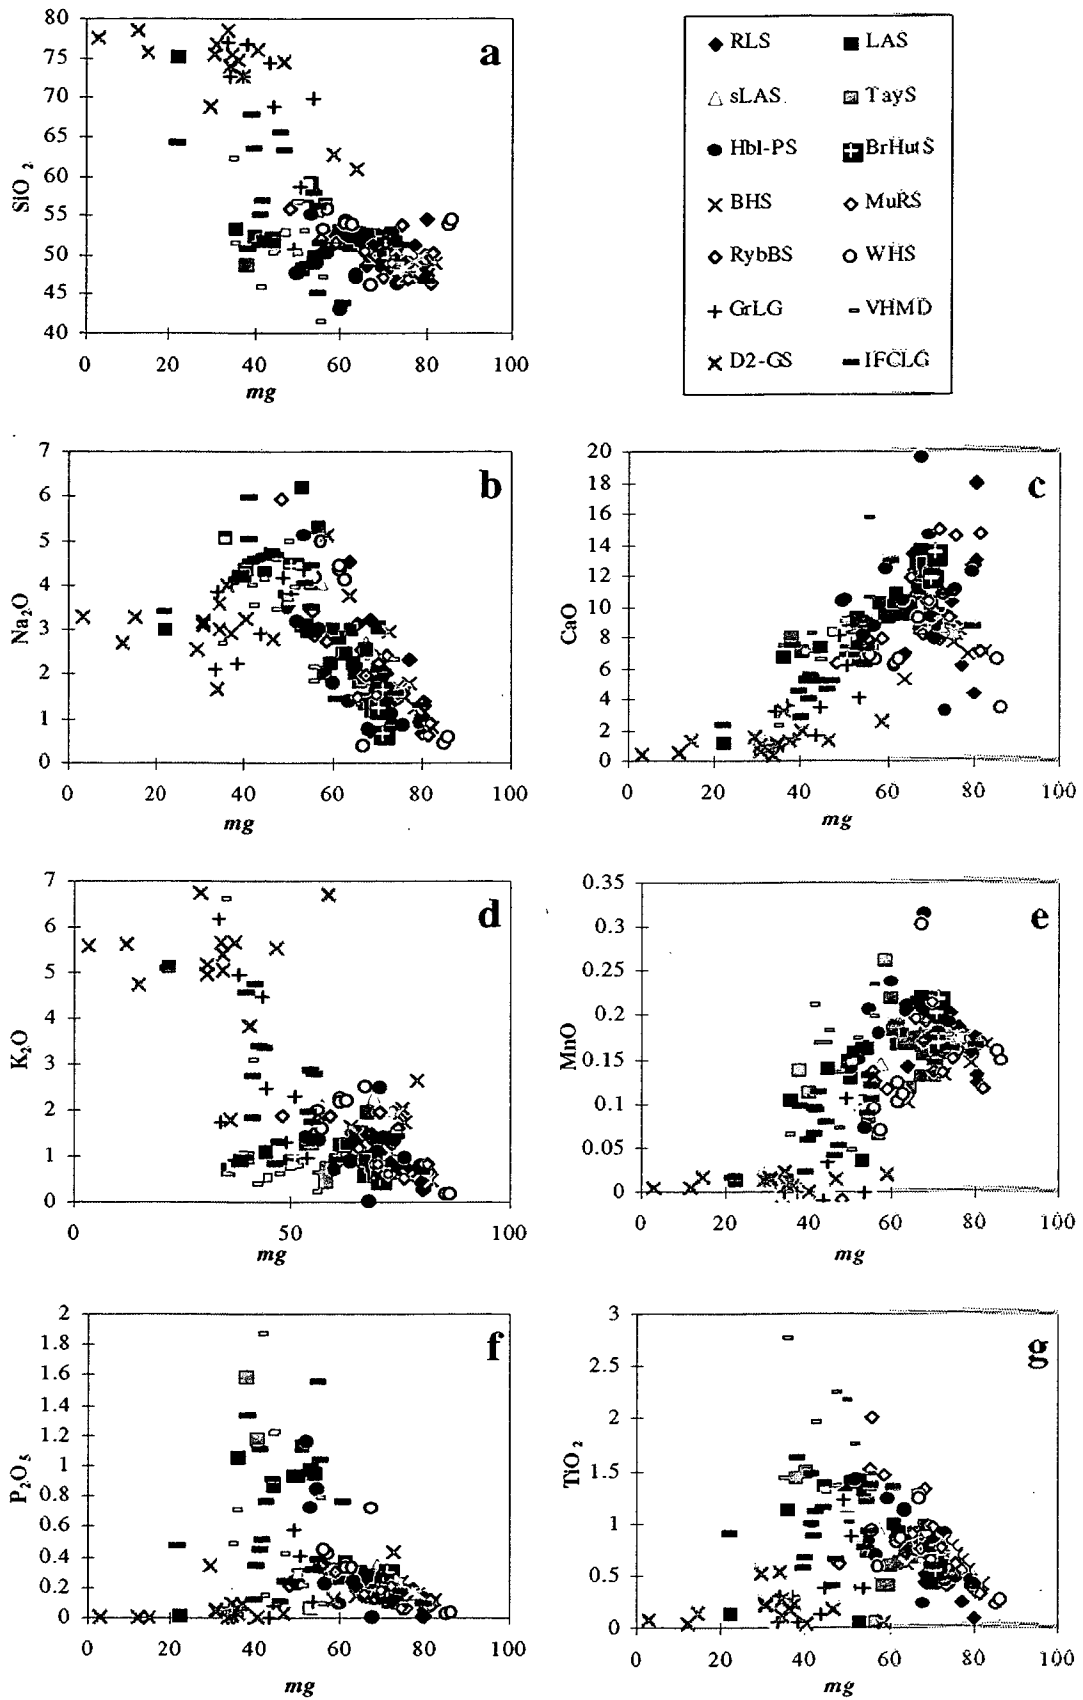 a
80
75
70
65
60
55
50
45
40
SiO2
0 20 40 60 80 100
mg
RLS LAS
sLAS TayS
Hbl-PS BrHutS
BHS MuRS
RybBS WHS
GrLG VHMD
D2-GS IFCLG
b
7
6
5
4
3
2
1
0
Na2O
0 20 40 60 80 100
mg
c
20
18
16
14
12
10
8
6
4
2
0
CaO
0 20 40 60 80 100
mg
d
7
6
5
4
3
2
1
0
K2O
0 50 100
mg
e
0.35
0.3
0.25
0.2
0.15
0.1
0.05
0
MnO
0 20 40 60 80 100
mg
f
2
1.8
1.6
1.4
1.2
1
0.8
0.6
0.4
0.2
0
P2O5
0 20 40 60 80 100
mg
g
3
2.5
2
1.5
1
0.5
0
TiO2
0 20 40 60 80 100
mg